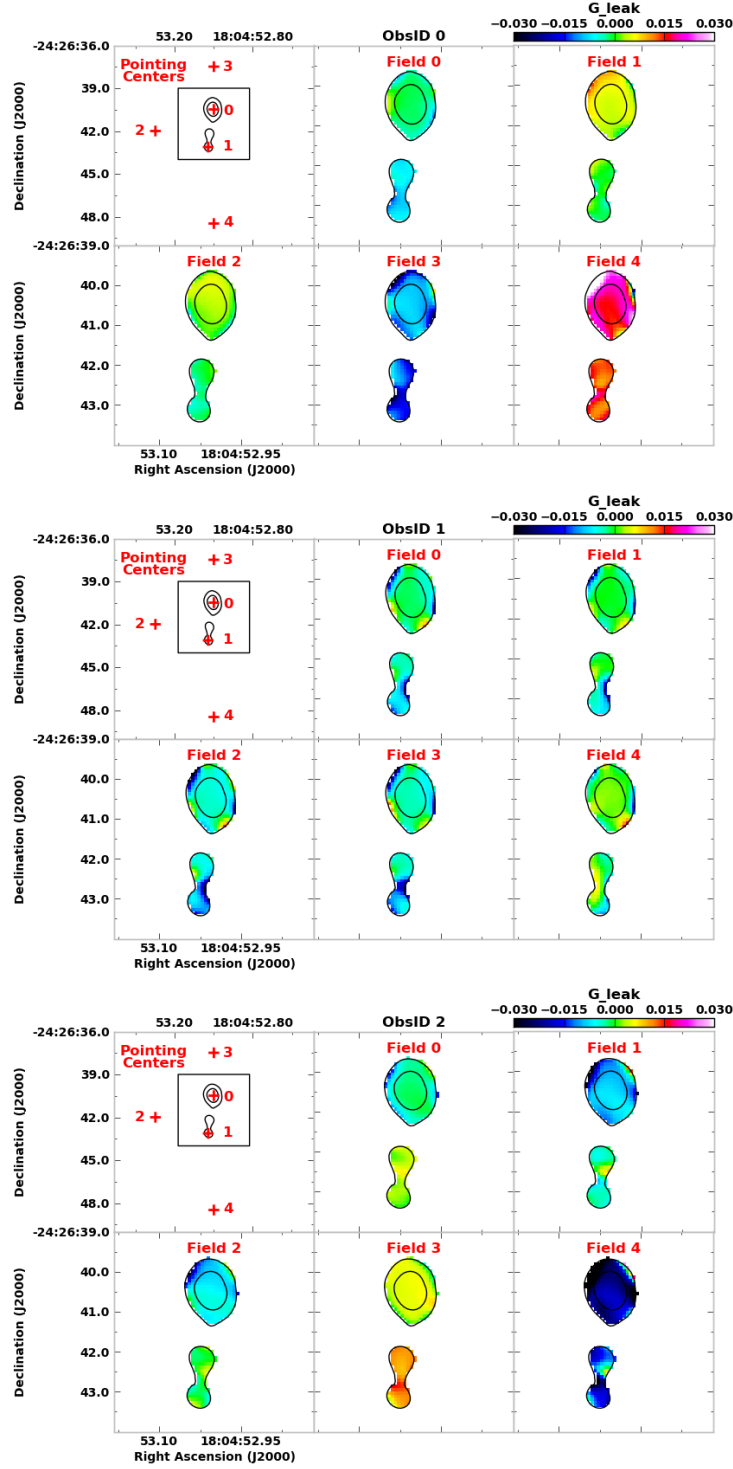 G_leak
53.20 18:04:52.80 ObsID 0 −0.030 −0.015 0.000 0.015 0.030
-24:26:36.0
Pointing
Centers
3
Field 0
Field 1
39.0
0
42.0
2
1
45.0
48.0
4
Declination (J2000)
-24:26:39.0
Field 2
Field 3
Field 4
40.0
41.0
42.0
43.0
Declination (J2000)
53.10 18:04:52.95
Right Ascension (J2000)
G_leak
53.20 18:04:52.80 ObsID 1 −0.030 −0.015 0.000 0.015 0.030
-24:26:36.0
Pointing
Centers
3
Field 0
Field 1
39.0
0
42.0
2
1
45.0
48.0
4
Declination (J2000)
-24:26:39.0
Field 2
Field 3
Field 4
40.0
41.0
42.0
43.0
Declination (J2000)
53.10 18:04:52.95
Right Ascension (J2000)
G_leak
53.20 18:04:52.80 ObsID 2 −0.030 −0.015 0.000 0.015 0.030
-24:26:36.0
Pointing
Centers
3
Field 0
Field 1
39.0
0
42.0
2
1
45.0
48.0
4
Declination (J2000)
-24:26:39.0
Field 2
Field 3
Field 4
40.0
41.0
42.0
43.0
Declination (J2000)
53.10 18:04:52.95
Right Ascension (J2000)